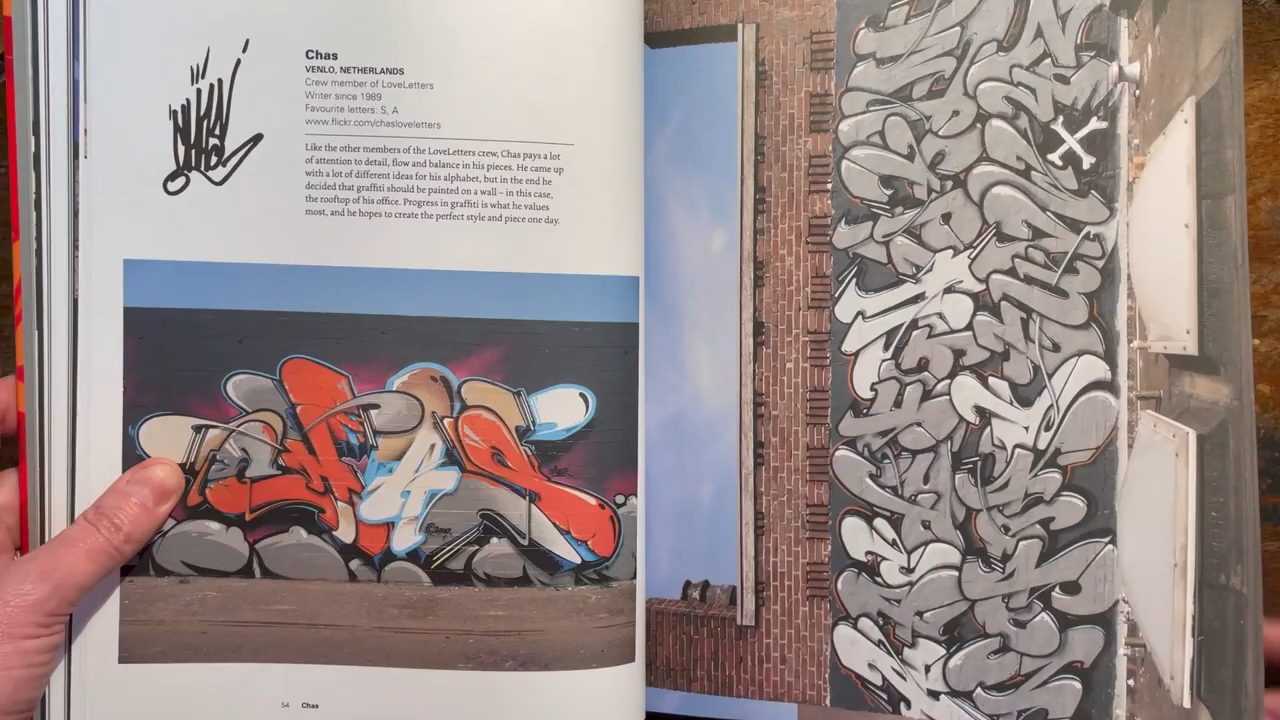 Chas
Chas
VENLO, NETHERLANDS
Crew member of LoveLetters
Writer since 1989
Favourite letters: S, A
www.flickr.com/chasloveletters
Like the other members of the LoveLetters crew, Chas pays a lot
of attention to detail, flow and balance in his pieces. He came up
with a lot of different ideas for his alphabet, but in the end he
decided that graffiti should be painted on a wall – in this case,
the rooftop of his office. Progress in graffiti is what he values
most, and he hopes to create the perfect style and piece one day.
CHAS
54 Chas